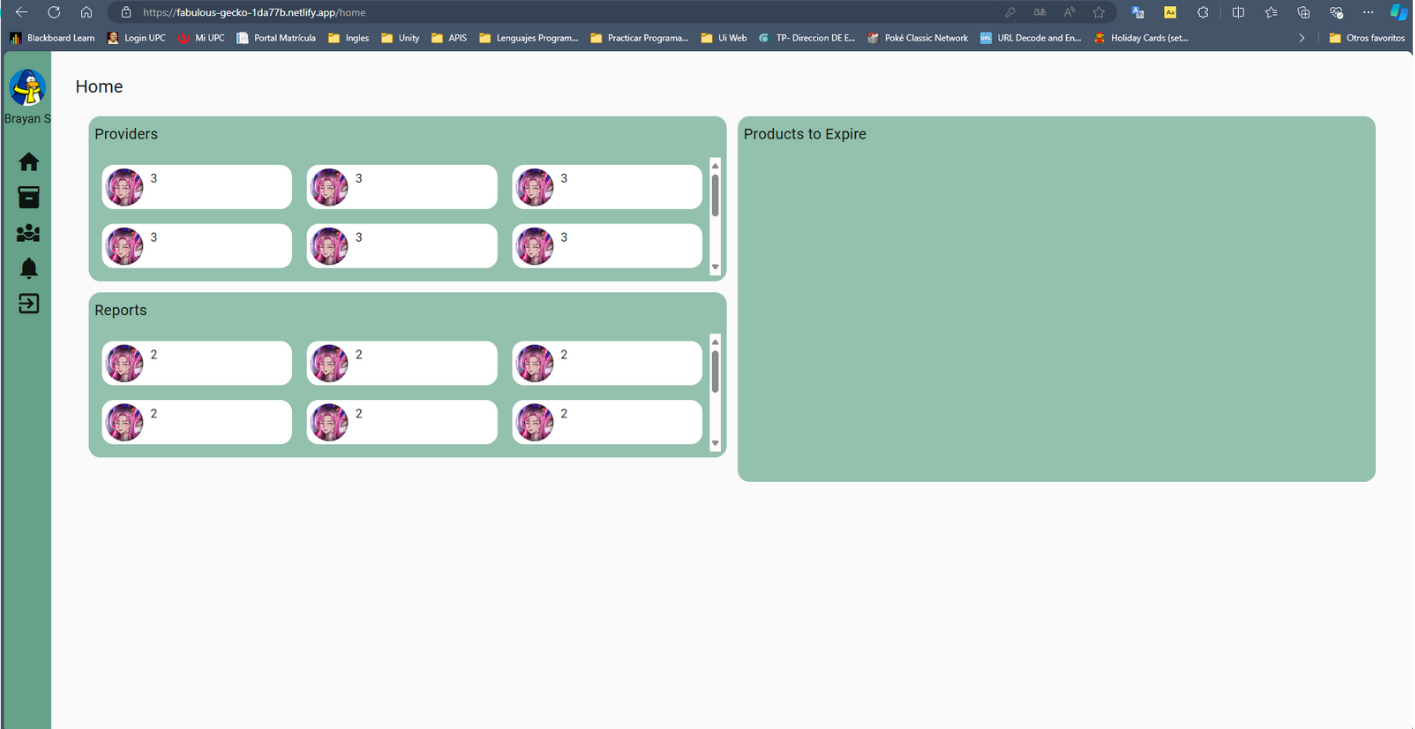 https://fabulous-gecko-1da77b.netlify.app/home
Blackboard Learn Login UPC Mi UPC Portal Matrícula Ingles Unity APIS Lenguajes Program... Practicar Programa... Ui Web TP- Direccion DE E... Poké Classic Network URL URL Decode and En... Holiday Cards (set... Otros favoritos
Brayan S
Home
Providers
3 3 3
3 3 3
Reports
2 2 2
2 2 2
Products to Expire